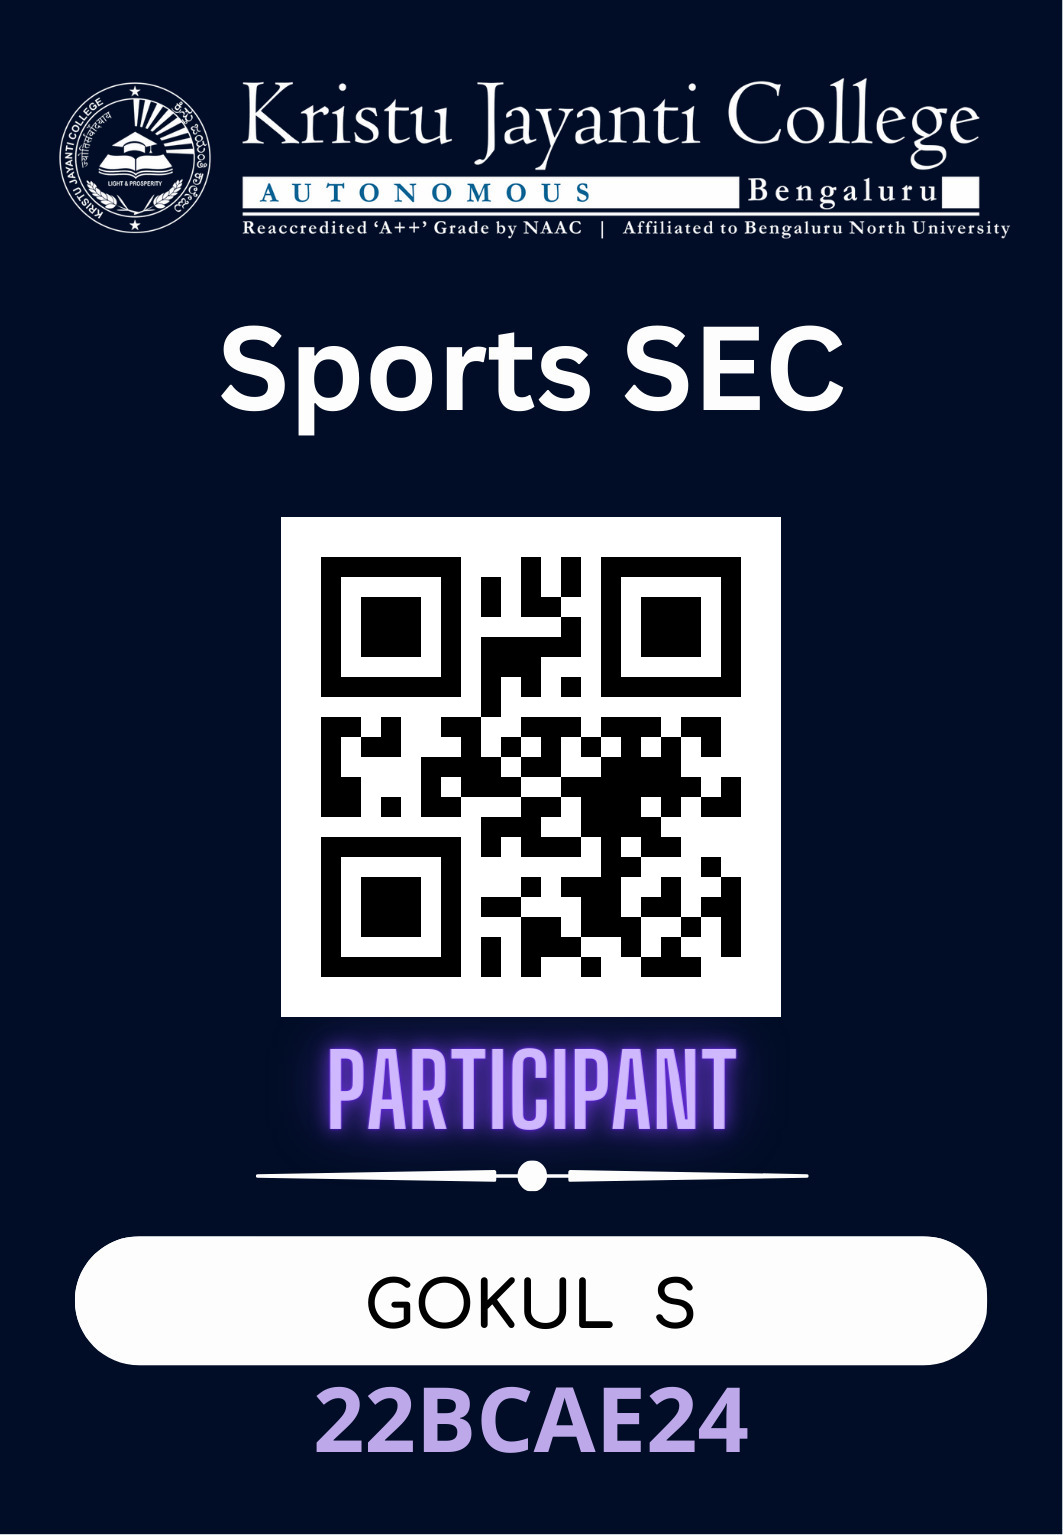 KRISTU JAYANTI COLLEGE
ज्योतिसंवादयाय
LIGHT & PROSPERITY
Kristu Jayanti College
AUTONOMOUS Bengaluru
Reaccredited ‘A++’ Grade by NAAC | Affiliated to Bengaluru North University
Sports SEC
PARTICIPANT
GOKUL S
22BCAE24